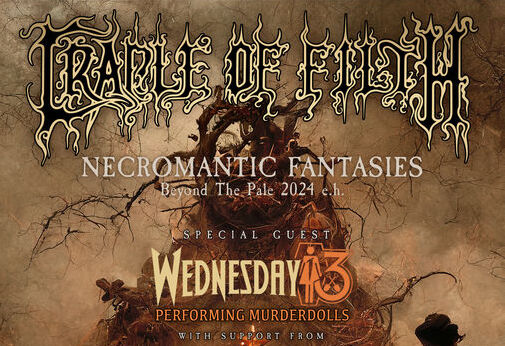 CRADLE OF FILTH
NECROMANTIC FANTASIES
Beyond The Pale 2024 e.h.
SPECIAL GUEST
WEDNESDAY 13
PERFORMING MURDERDOLLS
WITH SUPPORT FROM